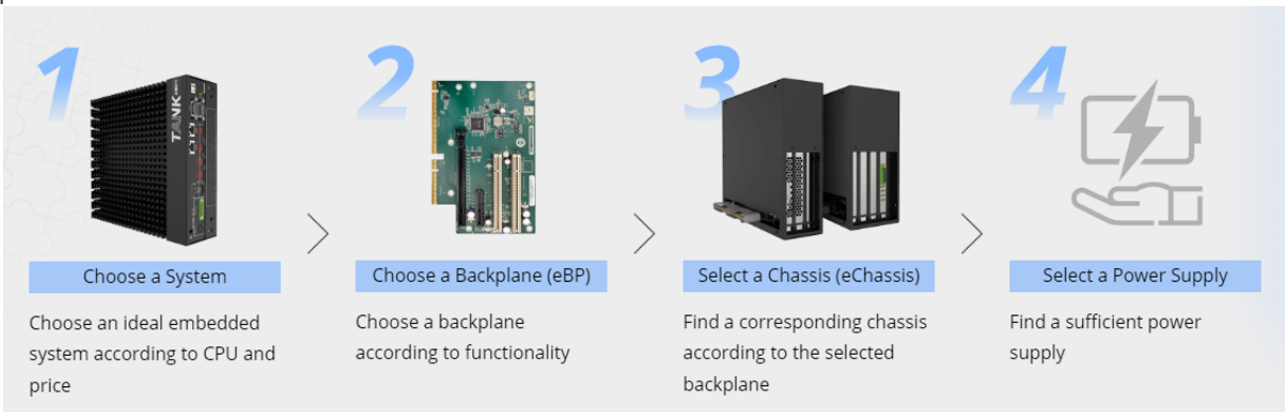 1
TANK
Choose a System
Choose an ideal embedded
system according to CPU and
price
2
Choose a Backplane (eBP)
Choose a backplane
according to functionality
3
Select a Chassis (eChassis)
Find a corresponding chassis
according to the selected
backplane
4
Select a Power Supply
Find a sufficient power
supply